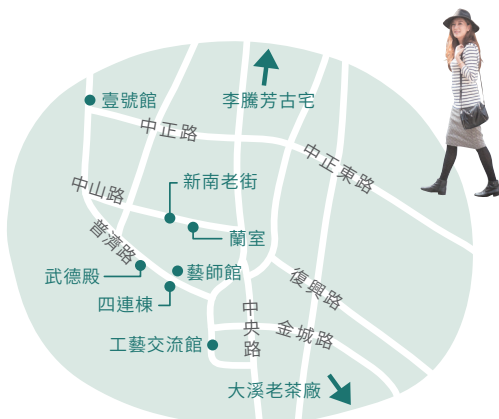 壹號館
李騰芳古宅
中正路
中正東路
中山路
新南老街
普濟路
蘭室
武德殿
藝師館
四連棟
復興路
中央路
金城路
工藝交流館
大溪老茶廠